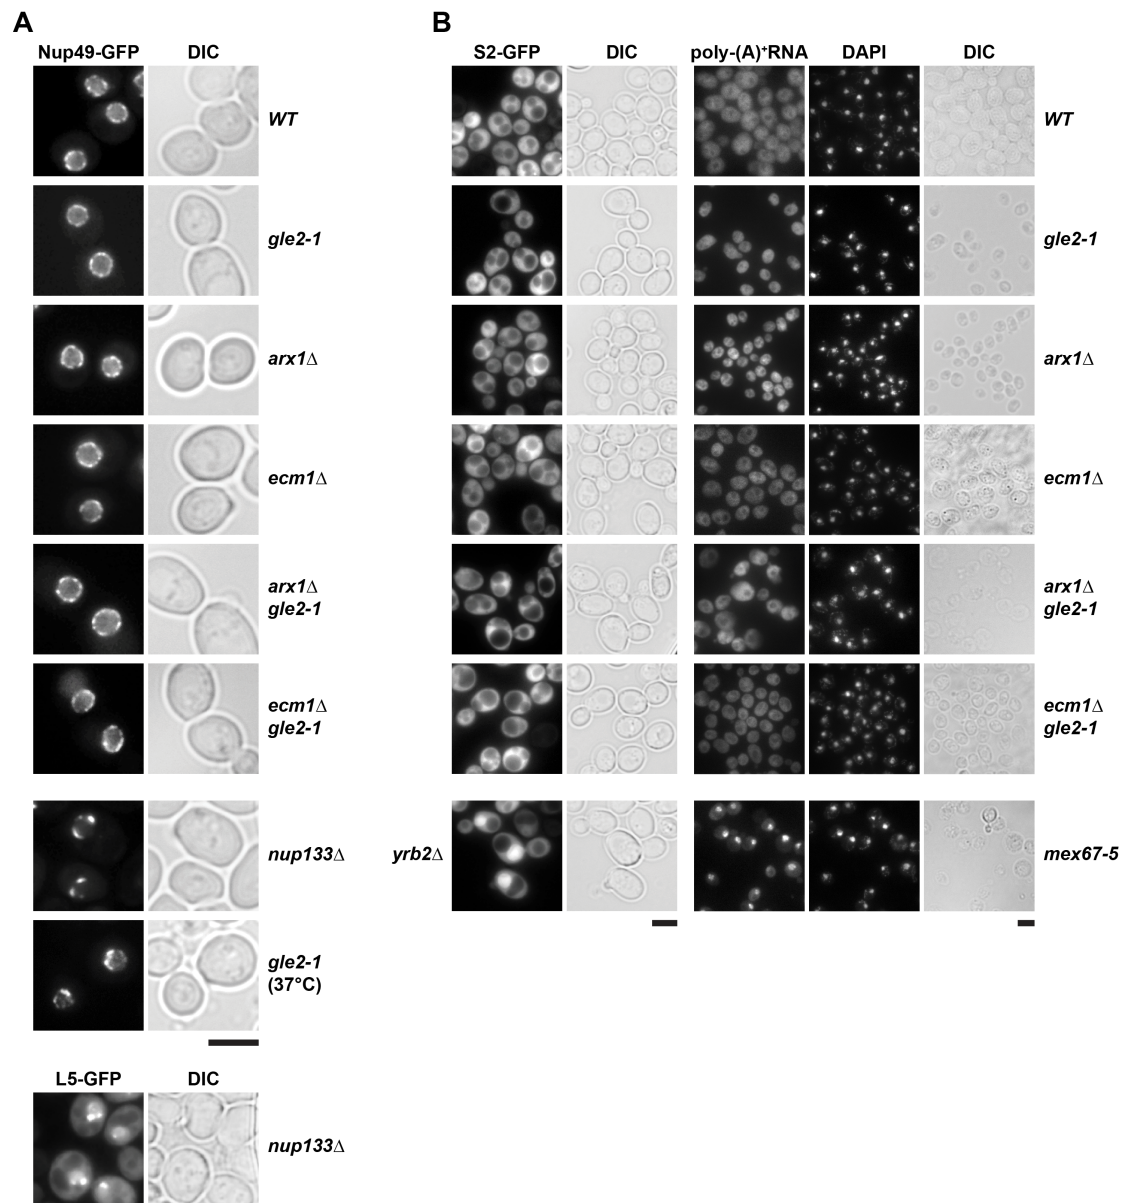 A
B
Nup49-GFP
DIC
S2-GFP
DIC
poly-(A)⁺RNA
DAPI
DIC
WT
WT
gle2-1
gle2-1
arx1Δ
arx1Δ
ecm1Δ
ecm1Δ
arx1Δ
gle2-1
arx1Δ
gle2-1
ecm1Δ
gle2-1
ecm1Δ
gle2-1
nup133Δ
yrb2Δ
mex67-5
gle2-1
(37°C)
L5-GFP
DIC
nup133Δ